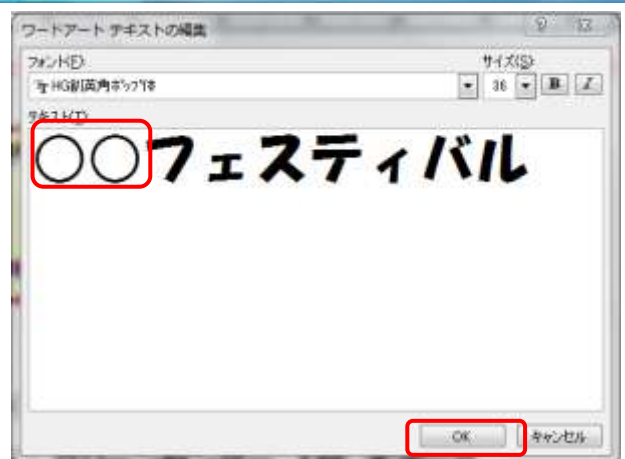 ワードアート テキストの編集
フォント(F):
サイズ(S):
HG創英角ポップ体
36
B
I
テキスト(T):
○○フェスティバル
OK
キャンセル